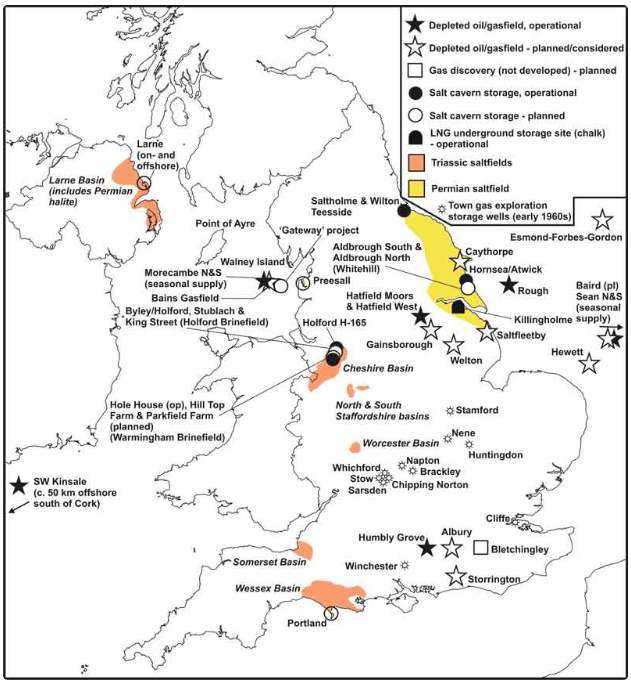 Depleted oil/gasfield, operational
Depleted oil/gasfield - planned/considered
Gas discovery (not developed) - planned
Salt cavern storage, operational
Salt cavern storage - planned
LNG underground storage site (chalk)
- operational
Triassic saltfields
Permian saltfield
Town gas exploration
storage wells (early 1960s)
Larne
(on- and
offshore)
Larne Basin
(includes Permian
halite)
Point of Ayre
'Gateway' project
Walney Island
Morecambe N&S
(seasonal supply)
Bains Gasfield
Preesall
Byley/Holford, Stublach &
King Street (Holford Brinefield)
Holford H-165
Cheshire Basin
Hole House (op), Hill Top
Farm & Parkfield Farm
(planned)
(Warmingham Brinefield)
North & South
Staffordshire basins
Worcester Basin
Saltholme & Wilton
Teesside
Aldbrough South &
Aldbrough North
(Whitehill)
Caythorpe
Hornsea/Atwick
Rough
Esmond-Forbes-Gordon
Baird (pl)
Sean N&S
(seasonal
supply)
Hatfield Moors
& Hatfield West
Killingholme
Gainsborough
Saltfleetby
Welton
Hewett
Stamford
Nene
Huntingdon
Napton
Whichford
Brackley
Stow
Chipping Norton
Sarsden
SW Kinsale
(c. 50 km offshore
south of Cork)
Cliffe
Humbly Grove
Albury
Bletchingley
Somerset Basin
Winchester
Storrington
Wessex Basin
Portland